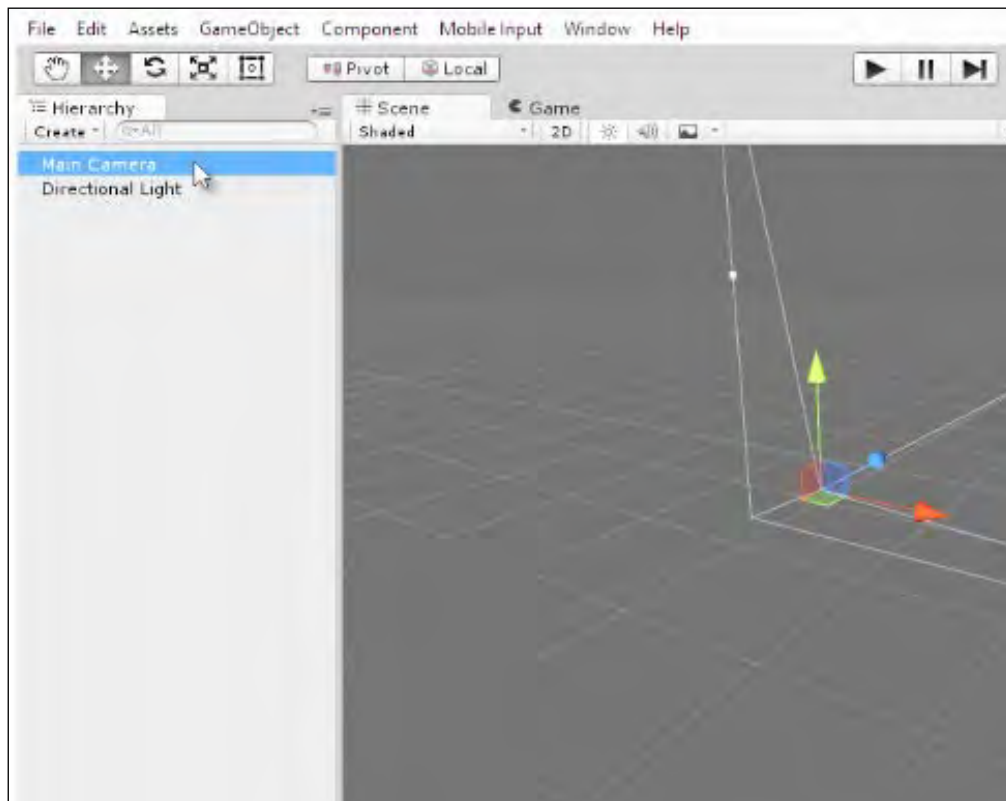 File Edit Assets GameObject Component Mobile Input Window Help
Pivot Local
Hierarchy Scene Game
Create All Shaded 2D
Main Camera
Directional Light